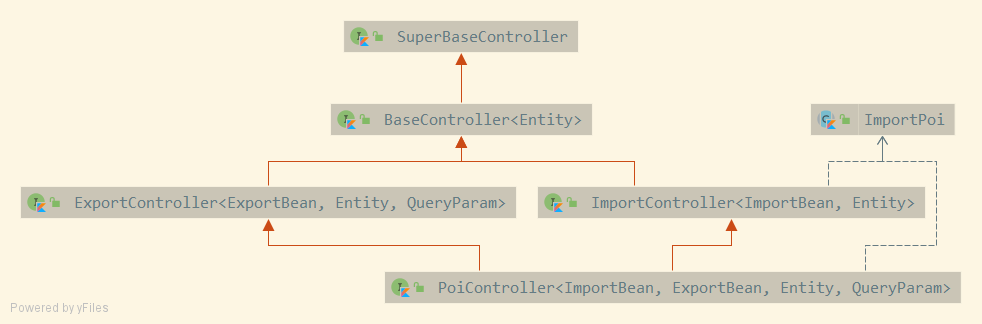 SuperBaseController
BaseController<Entity>
ImportPoi
ExportController<ExportBean, Entity, QueryParam>
ImportController<ImportBean, Entity>
PoiController<ImportBean, ExportBean, Entity, QueryParam>
Powered by yFiles